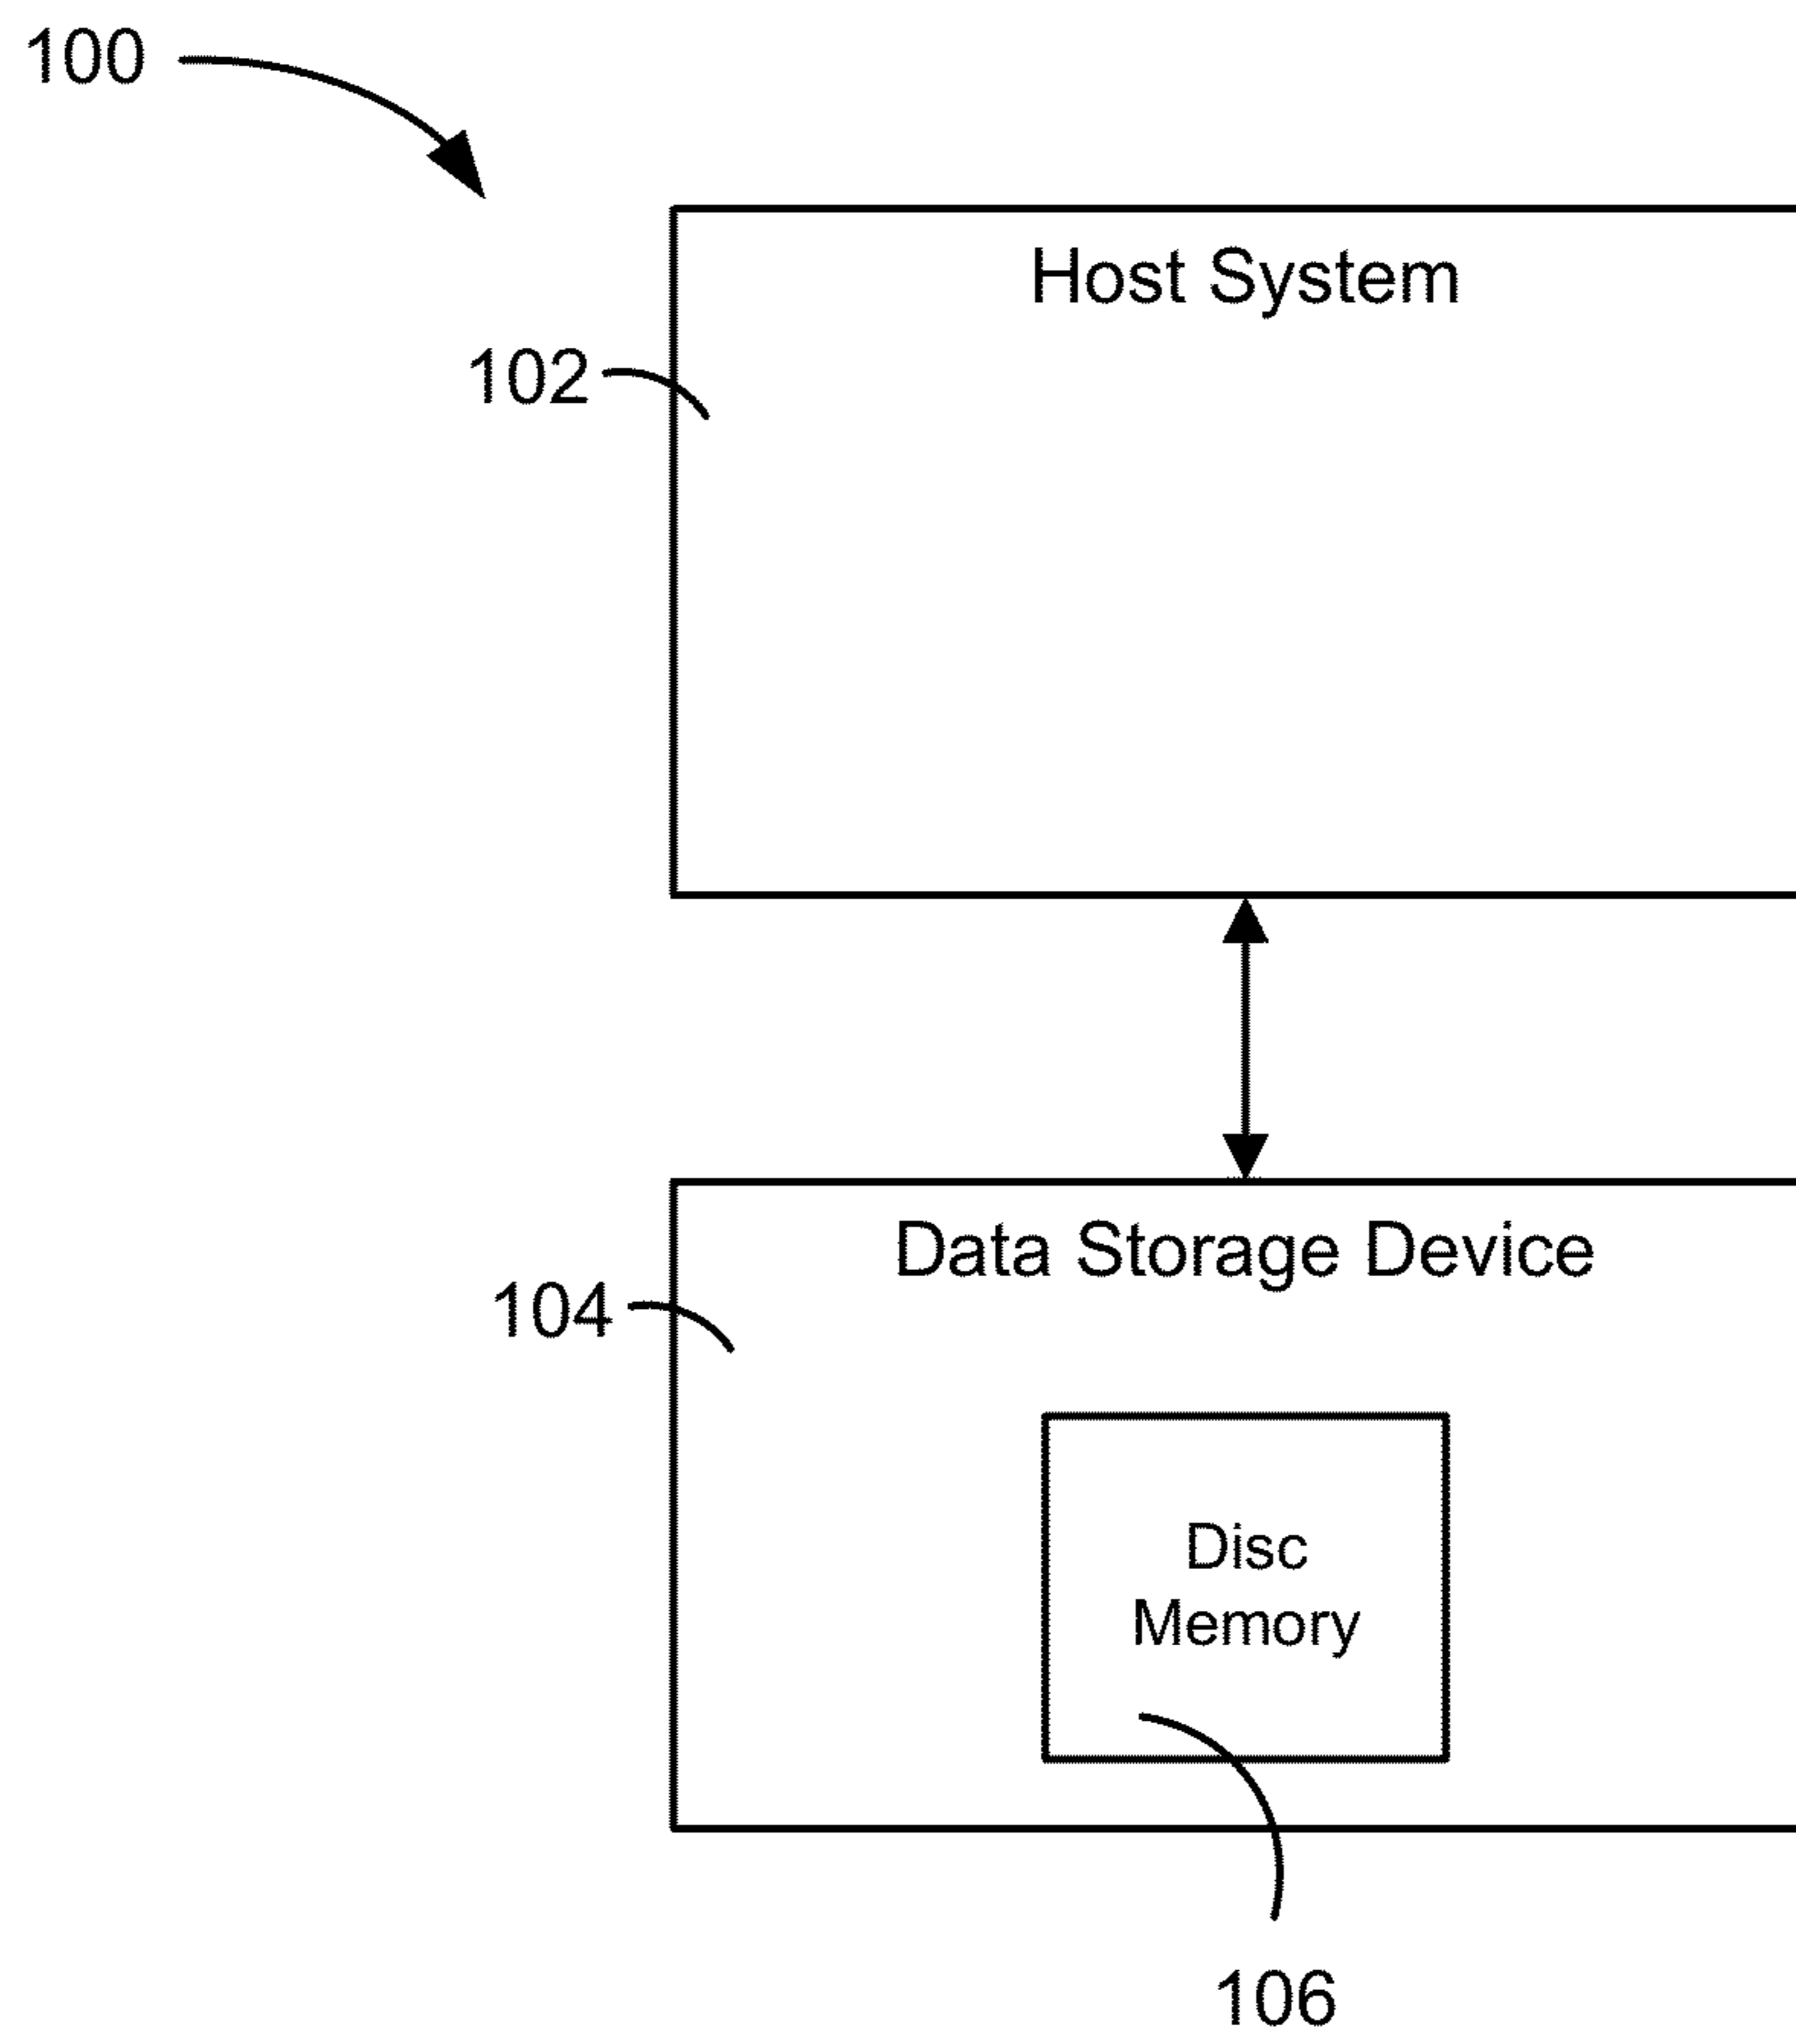 100
Host System
102
Data Storage Device
104
Disc
Memory
106